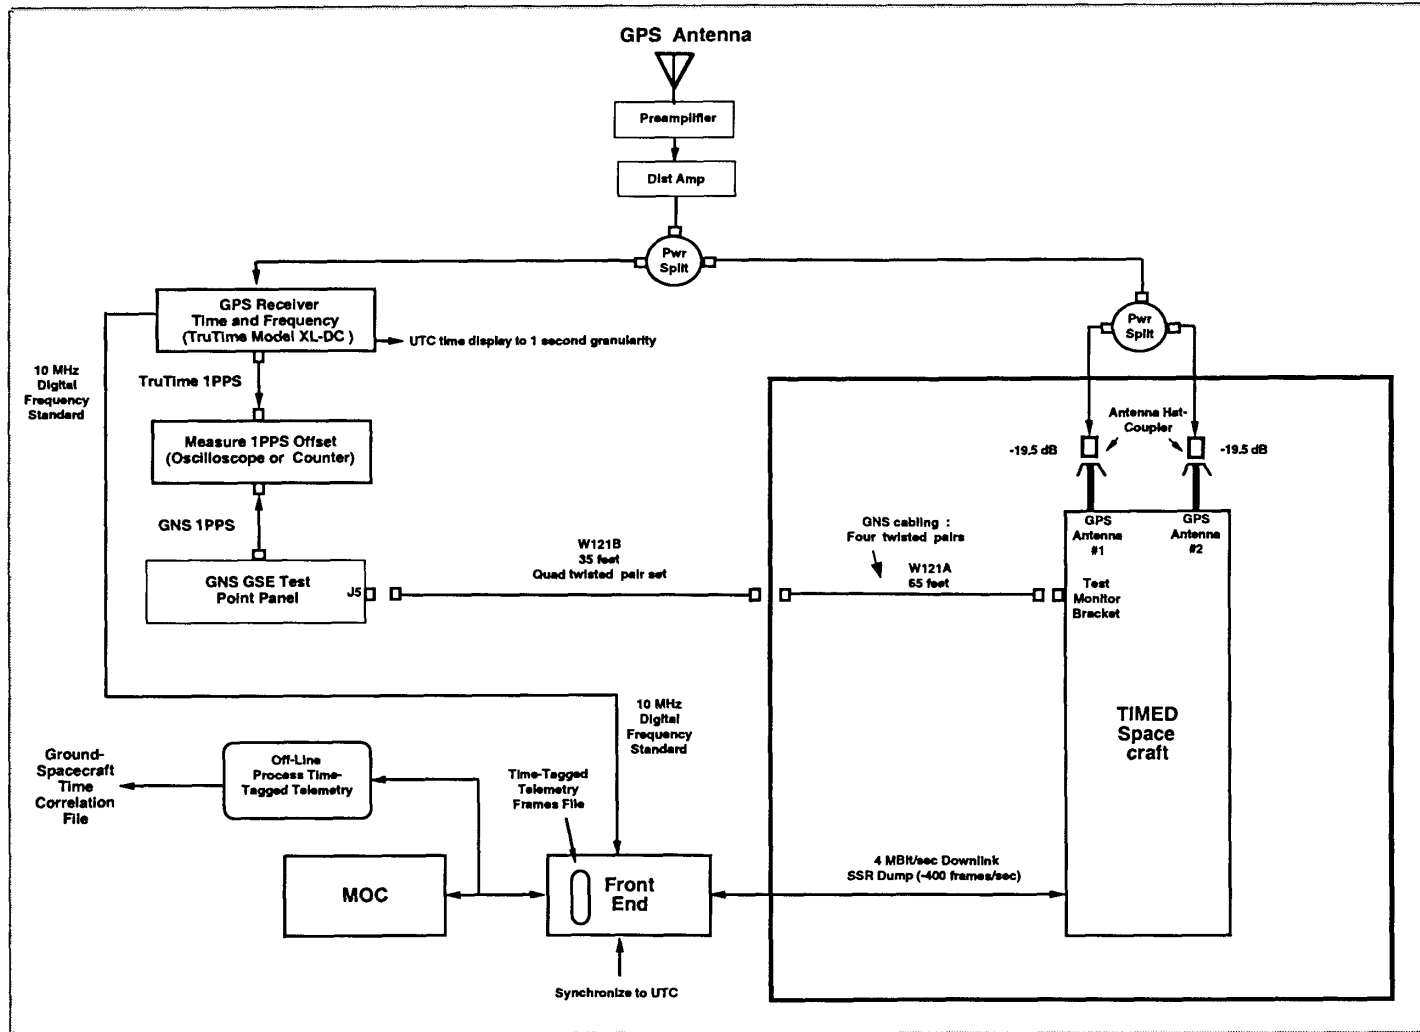 GPS Antenna
Preamplifier
Dist Amp
Pwr
Split
Pwr
Split
GPS Receiver
Time and Frequency
(TruTime Model XL-DC )
UTC time display to 1 second granularity
10 MHz
Digital
Frequency
Standard
TruTime 1PPS
Measure 1PPS Offset
(Oscilloscope or Counter)
GNS 1PPS
GNS GSE Test
Point Panel
J5
W121B
35 feet
Quad twisted pair set
Antenna Hat-
Coupler
-19.5 dB
-19.5 dB
GNS cabling :
Four twisted pairs
W121A
65 feet
GPS
Antenna
#1
GPS
Antenna
#2
Test
Monitor
Bracket
TIMED
Space
craft
10 MHz
Digital
Frequency
Standard
Ground-
Spacecraft
Time
Correlation
File
Off-Line
Process Time-
Tagged Telemetry
Time-Tagged
Telemetry
Frames File
MOC
Front
End
4 MBit/sec Downlink
SSR Dump (~400 frames/sec)
Synchronize to UTC